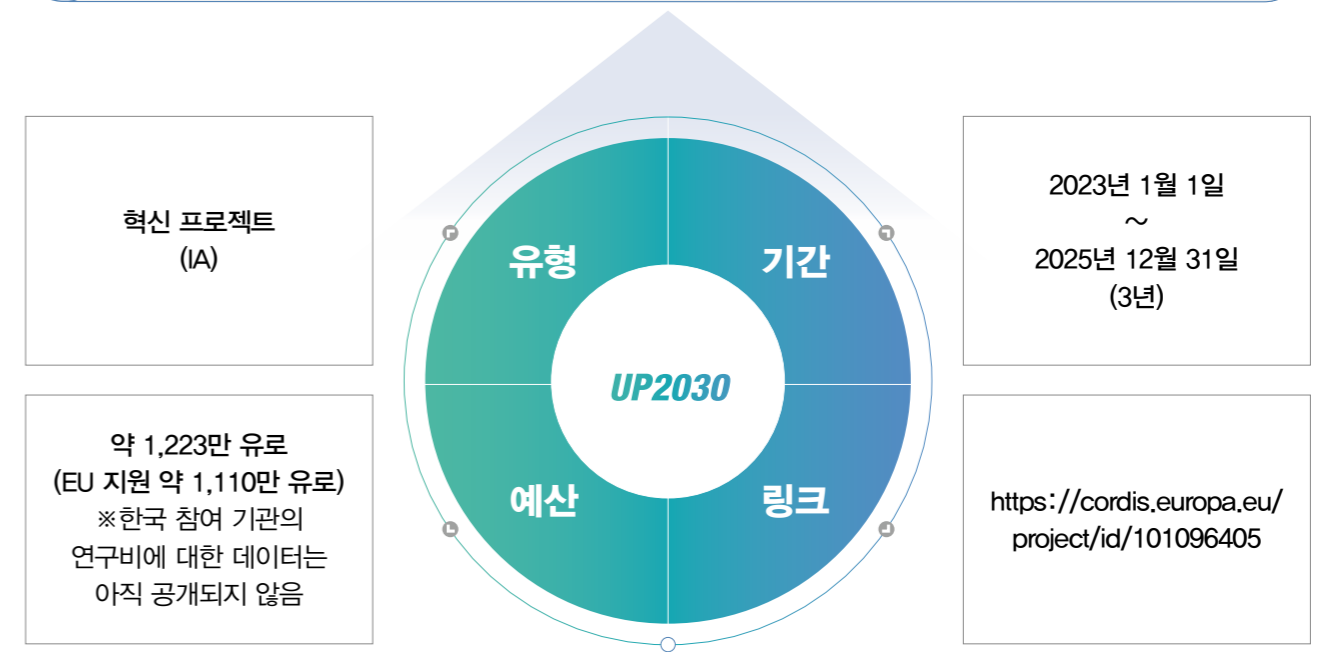 혁신 프로젝트
(IA)
유형
기간
2023년 1월 1일
~
2025년 12월 31일
(3년)
UP2030
약 1,223만 유로
(EU 지원 약 1,110만 유로)
※한국 참여 기관의
연구비에 대한 데이터는
아직 공개되지 않음
예산
링크
https://cordis.europa.eu/
project/id/101096405